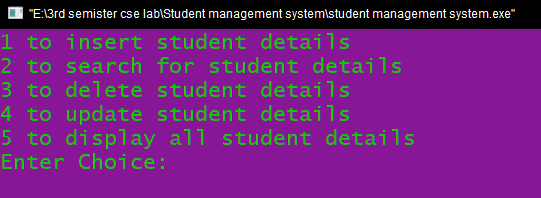 "E:\3rd semister cse lab\Student management system\student management system.exe"
1 to insert student details
2 to search for student details
3 to delete student details
4 to update student details
5 to display all student details
Enter Choice: